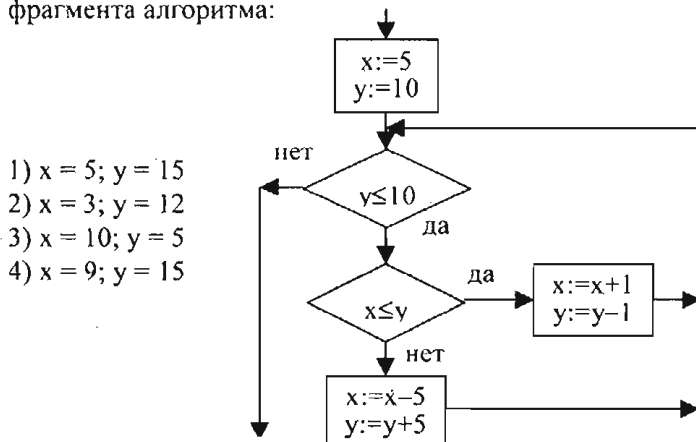 фрагмента алгоритма:
x:=5
y:=10
нет
1) x = 5; y = 15
2) x = 3; y = 12
3) x = 10; y = 5
4) x = 9; y = 15
y≤10
да
x≤y
да
x:=x+1
y:=y–1
нет
x:=x–5
y:=y+5